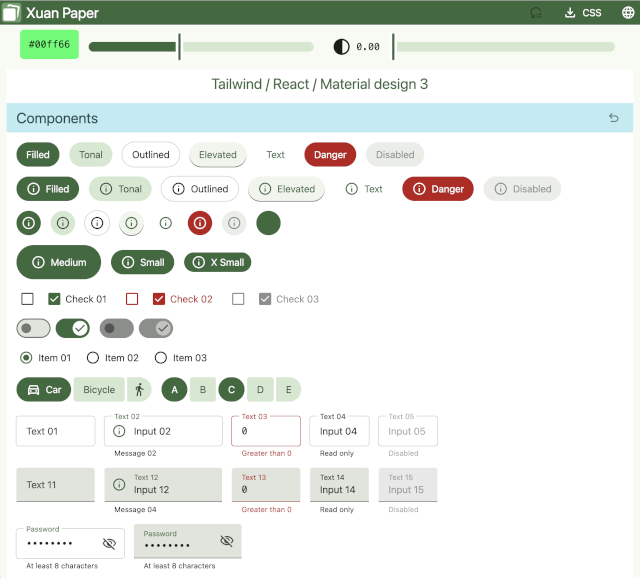 Xuan Paper CSS
#00ff66 0.00
Tailwind / React / Material design 3
Components
Filled Tonal Outlined Elevated Text Danger Disabled
Filled Tonal Outlined Elevated Text Danger Disabled
Medium Small X Small
Check 01 Check 02 Check 03
Item 01 Item 02 Item 03
Car Bicycle A B C D E
Text 02 Text 03 Text 04 Text 05
Text 01 Input 02 0 Input 04 Input 05
Message 02 Greater than 0 Read only Disabled
Text 12 Text 13 Text 14 Text 15
Text 11 Input 12 0 Input 14 Input 15
Message 04 Greater than 0 Read only Disabled
Password Password
•••••••• ••••••••
At least 8 characters At least 8 characters